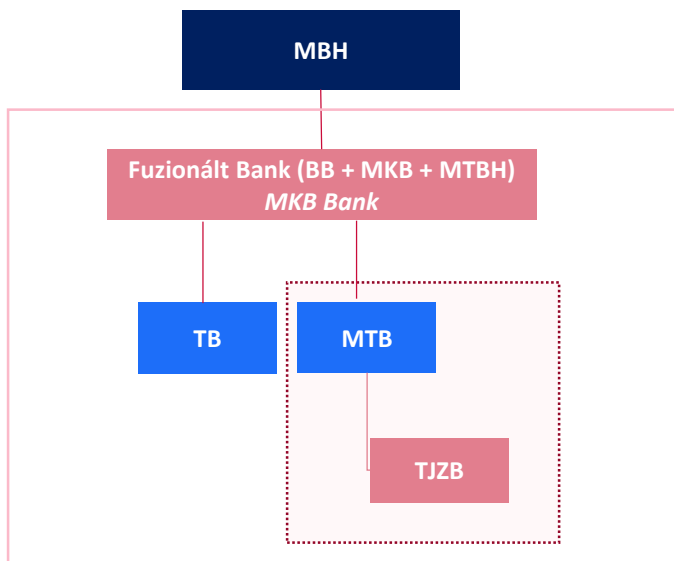 MBH
Fuzionált Bank (BB + MKB + MTBH)
MKB Bank
TB
MTB
TJZB